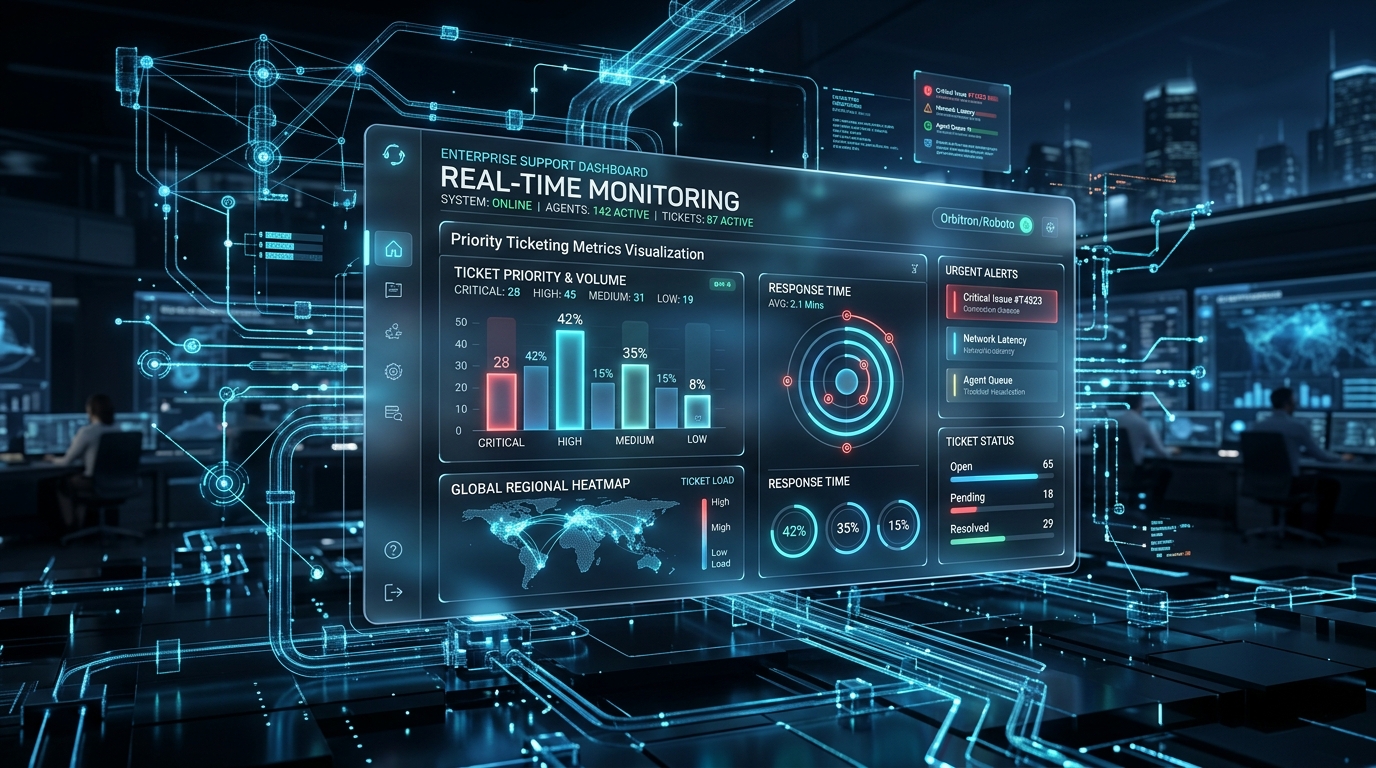 ENTERPRISE SUPPORT DASHBOARD
REAL-TIME MONITORING
SYSTEM: ONLINE | AGENTS: 142 ACTIVE | TICKETS: 87 ACTIVE
Orbitron/Roboto
Priority Ticketing Metrics Visualization
TICKET PRIORITY & VOLUME
CRITICAL: 28 HIGH: 45 MEDIUM: 31 LOW: 19
50
40
30
20
10
0
28
42%
42%
15%
35%
15%
8%
CRITICAL
HIGH
MEDIUM
LOW
GLOBAL REGIONAL HEATMAP
TICKET LOAD
High
Migh
Low
Load
RESPONSE TIME
AVG: 2.1 Mins
RESPONSE TIME
42%
35%
15%
URGENT ALERTS
Critical Issue #T4923
Network Latency
Agent Queue
TICKET STATUS
Open 65
Pending 18
Resolved 29
Network Latency